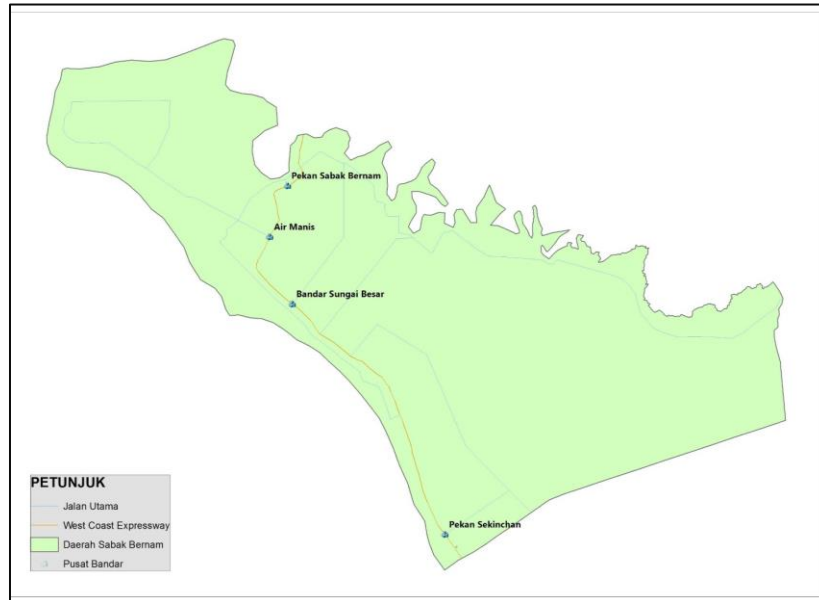 Pekan Sabak Bernam
Air Manis
Bandar Sungai Besar
Pekan Sekinchan
PETUNJUK
Jalan Utama
West Coast Expressway
Daerah Sabak Bernam
Pusat Bandar